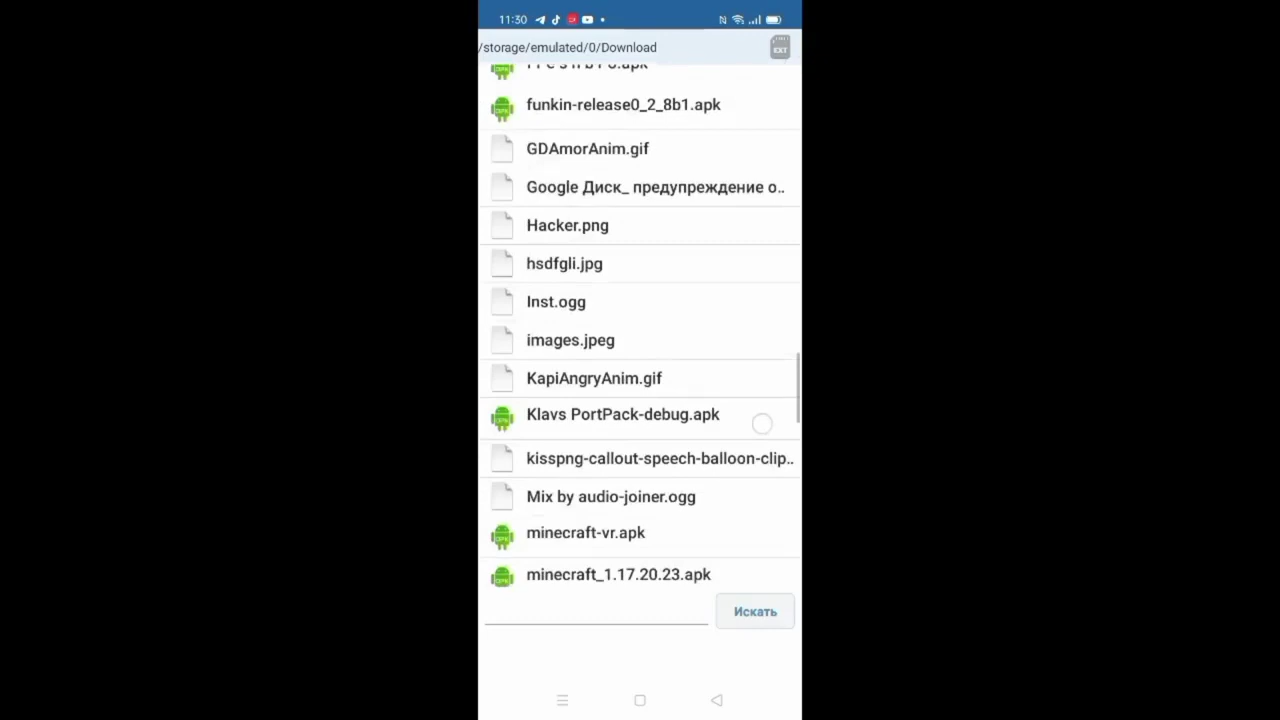 11:30
/storage/emulated/0/Download
funkin-release0_2_8b1.apk
GDAmorAnim.gif
Google Диск_ предупреждение о..
Hacker.png
hsdfgli.jpg
Inst.ogg
images.jpeg
KapiAngryAnim.gif
Klavs PortPack-debug.apk
kisspng-callout-speech-balloon-clip..
Mix by audio-joiner.ogg
minecraft-vr.apk
minecraft_1.17.20.23.apk
Искать